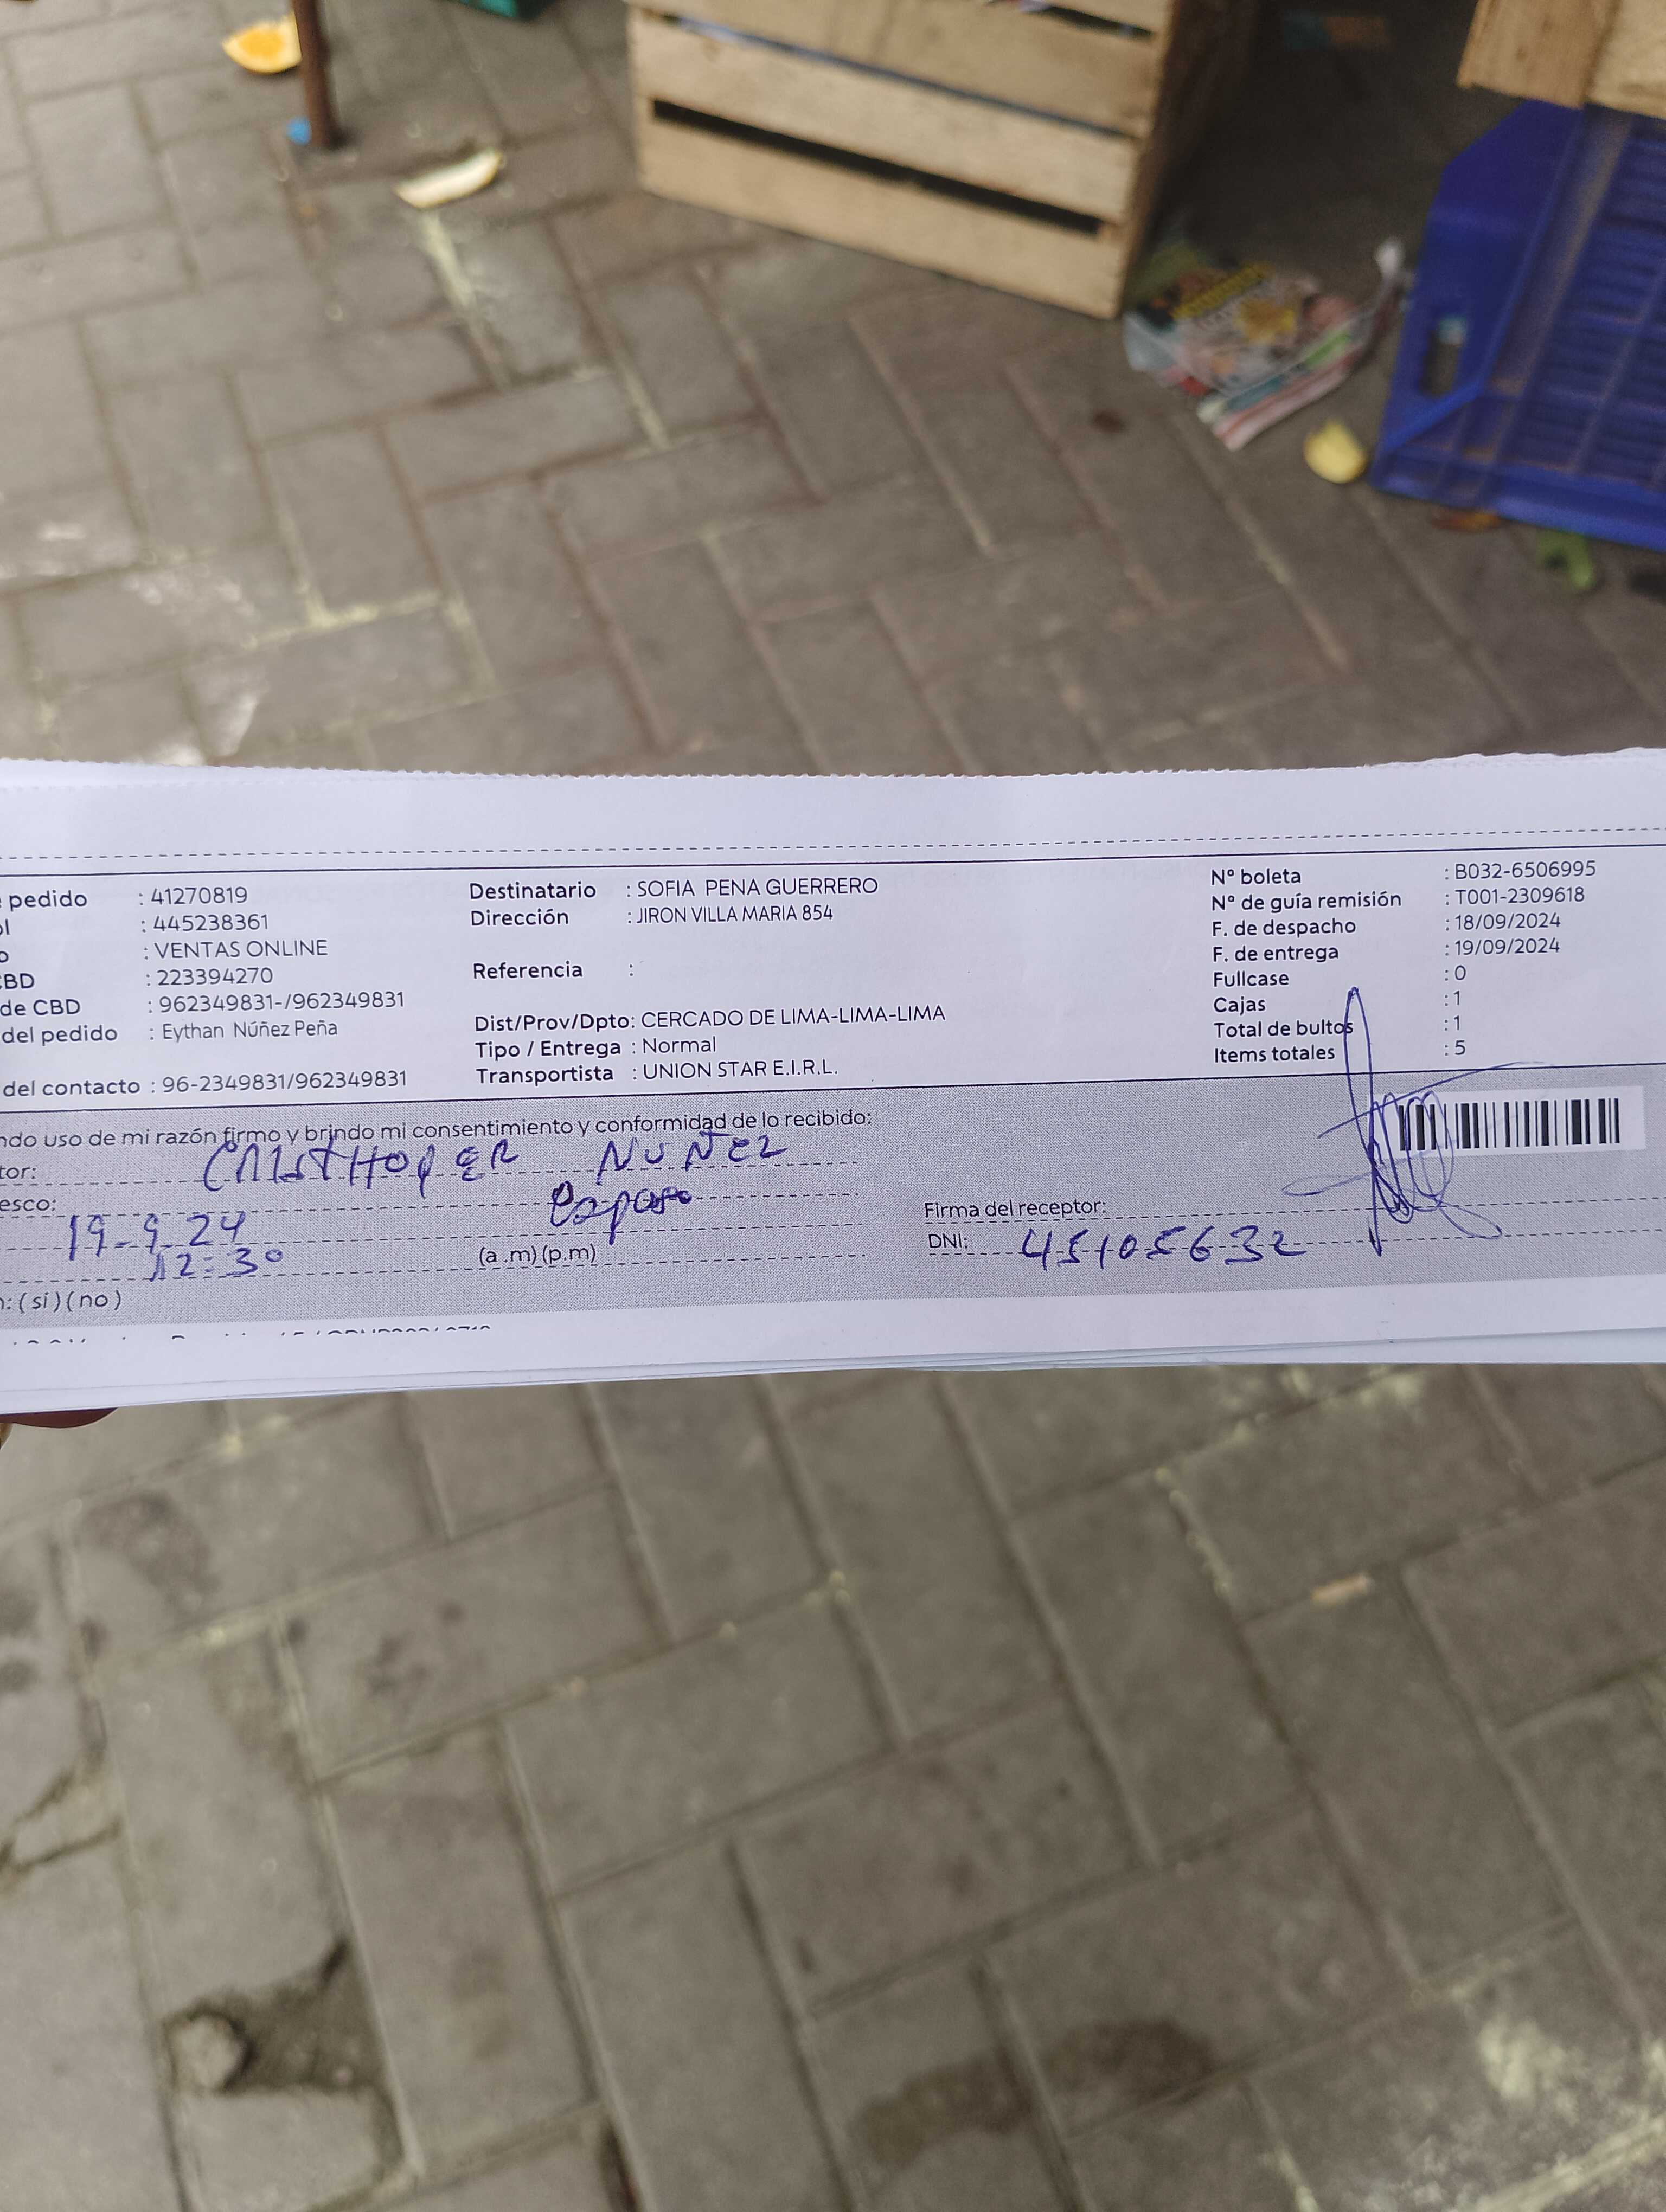 pedido : 41270819
: 445238361
: VENTAS ONLINE
CBD : 223394270
de CBD : 962349831-/962349831
del pedido : Eythan Núñez Peña
del contacto : 96-2349831/962349831
Destinatario : SOFIA PENA GUERRERO
Dirección : JIRON VILLA MARIA 854
Referencia :
Dist/Prov/Dpto: CERCADO DE LIMA-LIMA-LIMA
Tipo / Entrega : Normal
Transportista : UNION STAR E.I.R.L.
Nº boleta : B032-6506995
Nº de guía remisión : T001-2309618
F. de despacho : 18/09/2024
F. de entrega : 19/09/2024
Fullcase : 0
Cajas : 1
Total de bultos : 1
Items totales : 5
ndo uso de mi razón firmo y brindo mi consentimiento y conformidad de lo recibido:
tor: CRISTHOPER NUÑEZ
esco: esposo
19-9-24
12:30 (a.m) (p.m)
Firma del receptor:
DNI: 45105632
: ( si ) ( no )